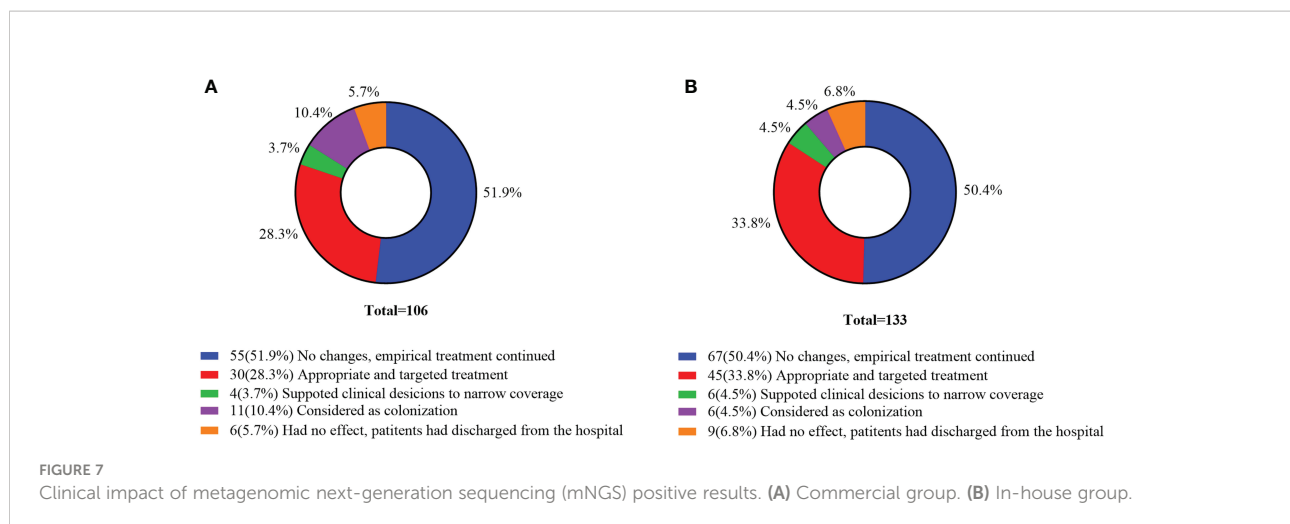 A
5.7%
10.4%
3.7%
51.9%
28.3%
Total=106
55(51.9%) No changes, empirical treatment continued
30(28.3%) Appropriate and targeted treatment
4(3.7%) Suppoted clinical desicions to narrow coverage
11(10.4%) Considered as colonization
6(5.7%) Had no effect, patitents had discharged from the hospital
B
6.8%
4.5%
4.5%
50.4%
33.8%
Total=133
67(50.4%) No changes, empirical treatment continued
45(33.8%) Appropriate and targeted treatment
6(4.5%) Suppoted clinical desicions to narrow coverage
6(4.5%) Considered as colonization
9(6.8%) Had no effect, patitents had discharged from the hospital
FIGURE 7
Clinical impact of metagenomic next-generation sequencing (mNGS) positive results. (A) Commercial group. (B) In-house group.